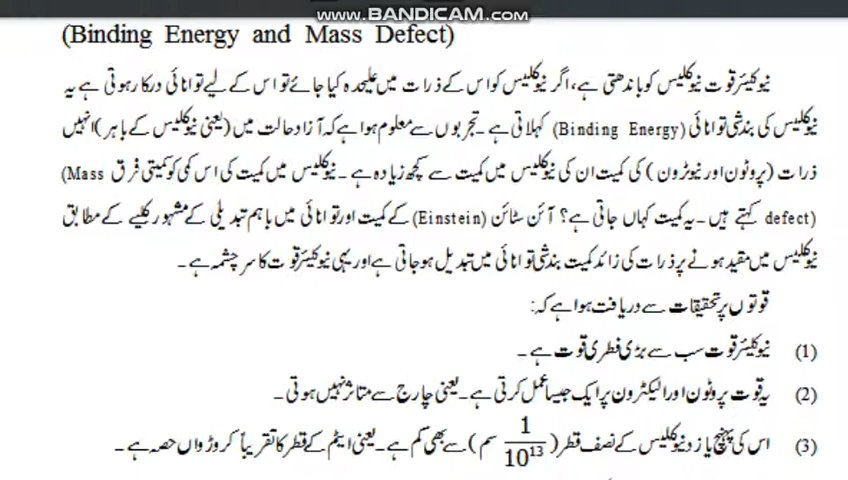 www.BANDICAM.com
(Binding Energy and Mass Defect)
نیوکلیئر قوت نیوکلیس کو باندھتی ہے، اگر نیوکلیس کو اس کے ذرات میں علیحدہ کیا جائے تو اس کے لیے توانائی درکار ہوتی ہے یہ
نیوکلیس کی بندشی توانائی (Binding Energy) کہلاتی ہے۔ تجربوں سے معلوم ہوا ہے کہ آزاد حالت میں (یعنی نیوکلیس کے باہر) انہیں
ذرات (پروٹون اور نیوٹرون) کی کمیت ان کی نیوکلیس میں کمیت سے کچھ زیادہ ہے۔ نیوکلیس میں کمیت کی اس کمی کو کمیتی فرق (Mass
defect) کہتے ہیں۔ یہ کمیت کہاں جاتی ہے؟ آئن سٹائن (Einstein) کے کمیت اور توانائی میں باہم تبدیلی کے مشہور کلیے کے مطابق
نیوکلیس میں مقید ہونے پر ذرات کی زائد کمیت بندشی توانائی میں تبدیل ہو جاتی ہے اور یہی نیوکلیئر قوت کا سرچشمہ ہے۔
قوتوں پر تحقیقات سے دریافت ہوا ہے کہ:
(1) نیوکلیئر قوت سب سے بڑی فطری قوت ہے۔
(2) یہ قوت پروٹون اور الیکٹرون پر ایک جیسا عمل کرتی ہے۔ یعنی چارج سے متاثر نہیں ہوتی۔
(3) اس کی پہنچ یا زد نیوکلیس کے نصف قطر (1/10¹³ سم) سے بھی کم ہے۔ یعنی ایٹم کے قطر کا تقریباً کروڑواں حصہ ہے۔